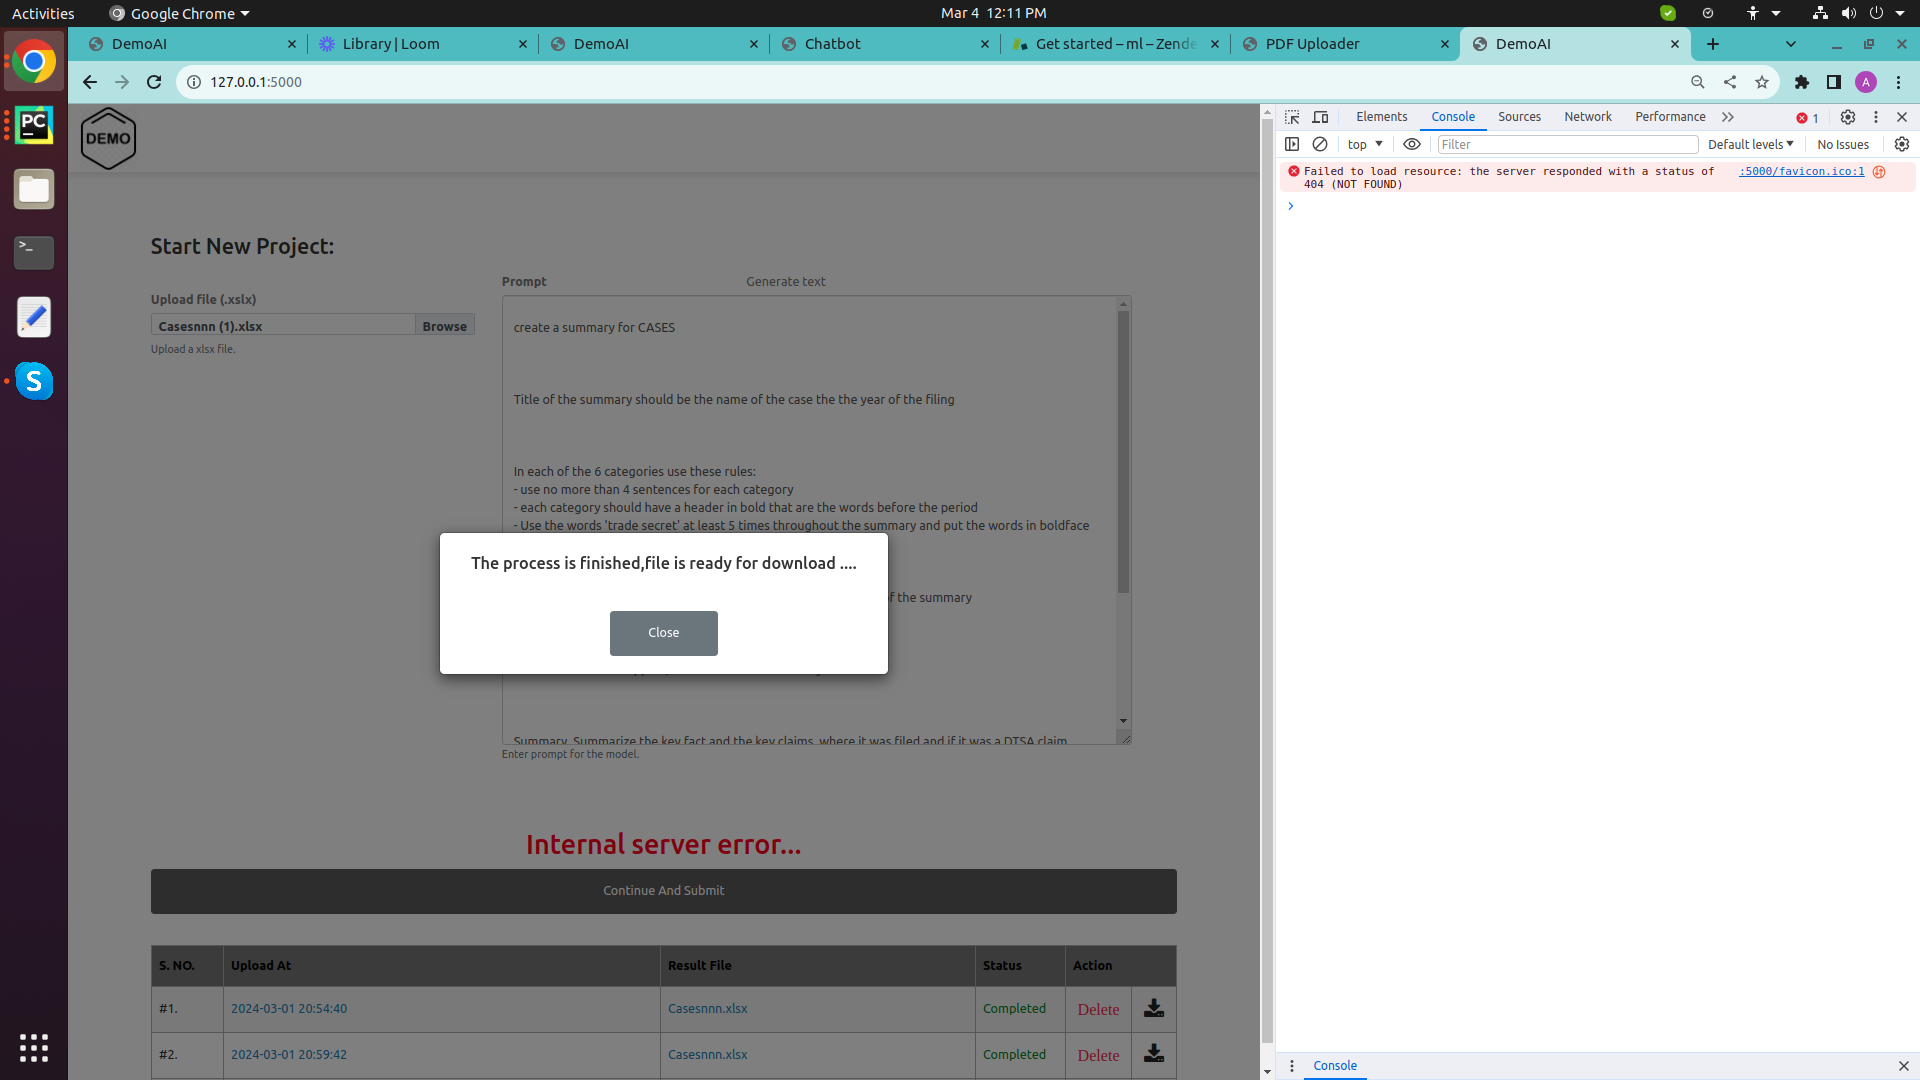 Activities
Google Chrome
Mar 4 12:11 PM
DemoAI
Library | Loom
DemoAI
Chatbot
Get started – ml – Zende
PDF Uploader
DemoAI
127.0.0.1:5000
A
DEMO
Start New Project:
Upload file (.xslx)
Casesnnn (1).xlsx
Browse
Upload a xlsx file.
Prompt
Generate text
create a summary for CASES
Title of the summary should be the name of the case the the year of the filing
In each of the 6 categories use these rules:
- use no more than 4 sentences for each category
- each category should have a header in bold that are the words before the period
- Use the words 'trade secret' at least 5 times throughout the summary and put the words in boldface
of the summary
Summary. Summarize the key fact and the key claims, where it was filed and if it was a DTSA claim
Enter prompt for the model.
The process is finished,file is ready for download ....
Close
Internal server error...
Continue And Submit
S. NO.
Upload At
Result File
Status
Action
#1.
2024-03-01 20:54:40
Casesnnn.xlsx
Completed
Delete
#2.
2024-03-01 20:59:42
Casesnnn.xlsx
Completed
Delete
Elements
Console
Sources
Network
Performance
1
top
Filter
Default levels
No Issues
Failed to load resource: the server responded with a status of
:5000/favicon.ico:1
404 (NOT FOUND)
Console
PC
>_
S